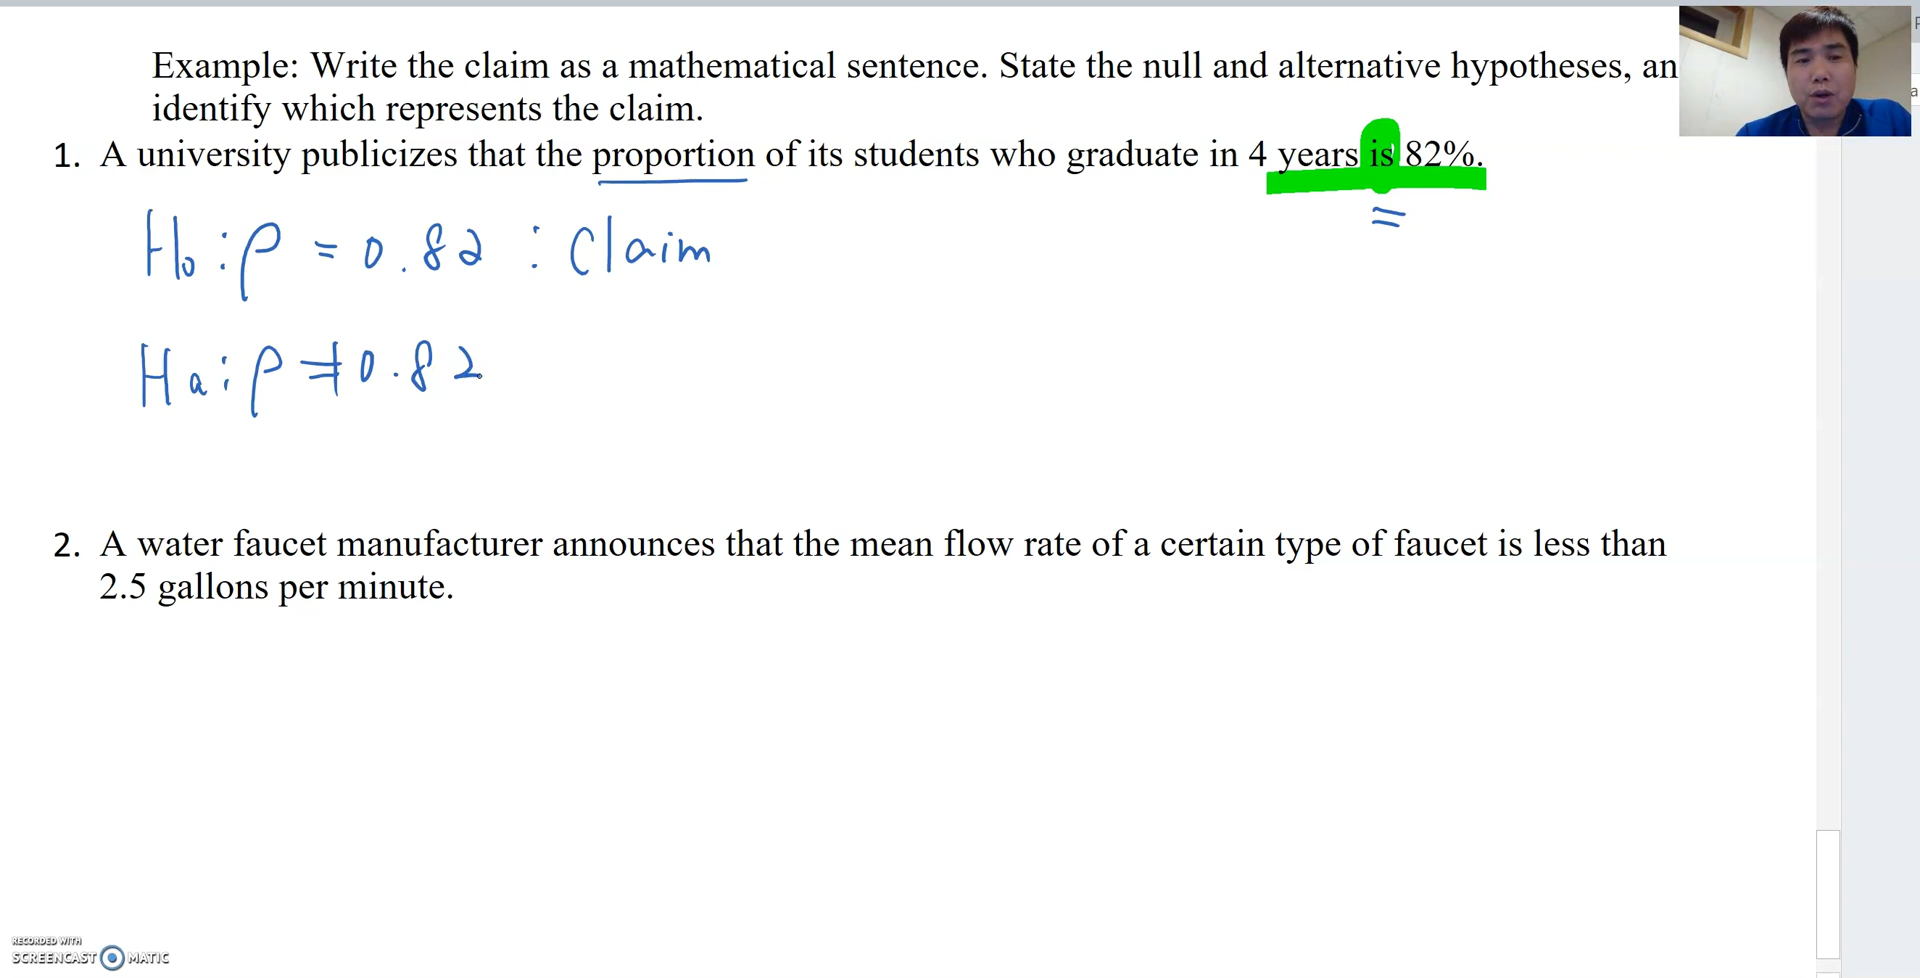 Example: Write the claim as a mathematical sentence. State the null and alternative hypotheses, an
identify which represents the claim.
1. A university publicizes that the proportion of its students who graduate in 4 years is 82%.
=
H₀ : p = 0.82 : Claim
Ha : p ≠ 0.82
2. A water faucet manufacturer announces that the mean flow rate of a certain type of faucet is less than
2.5 gallons per minute.
RECORDED WITH
SCREENCAST MATIC